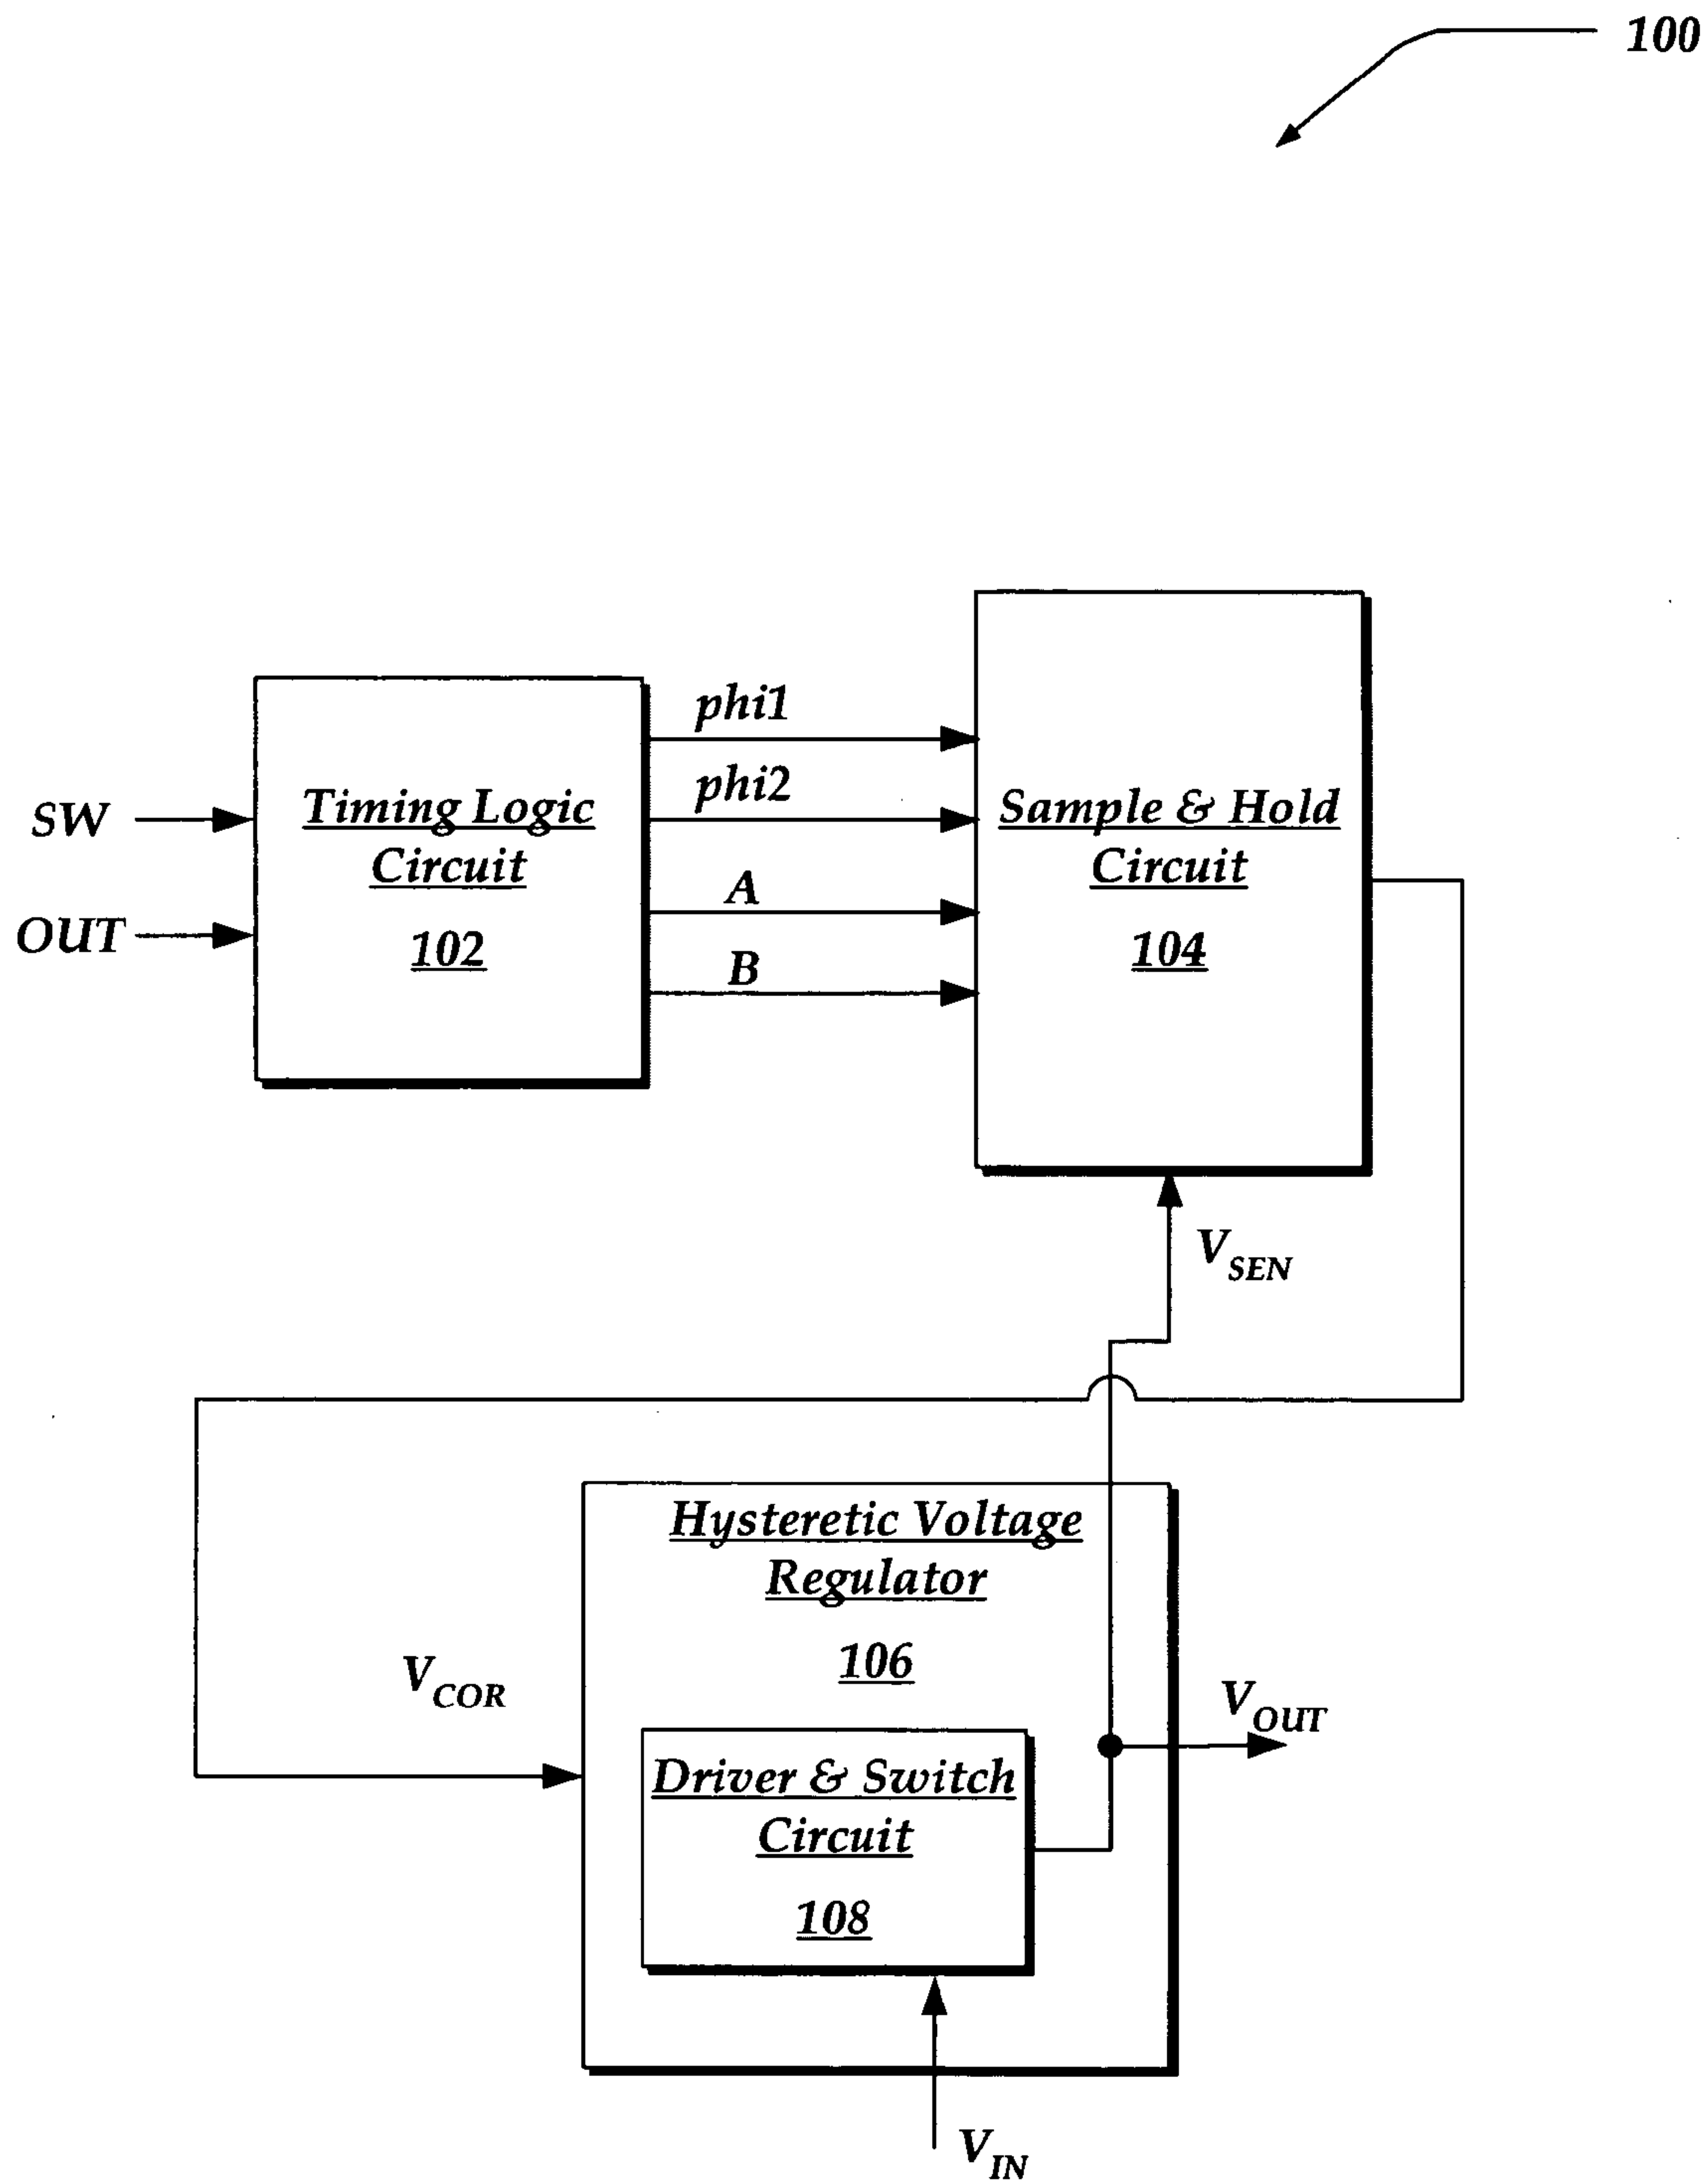 100
phi1
phi2
SW
Timing Logic
Circuit
102
OUT
A
B
Sample & Hold
Circuit
104
VSEN
Hysteretic Voltage
Regulator
106
VCOR
VOUT
Driver & Switch
Circuit
108
VIN